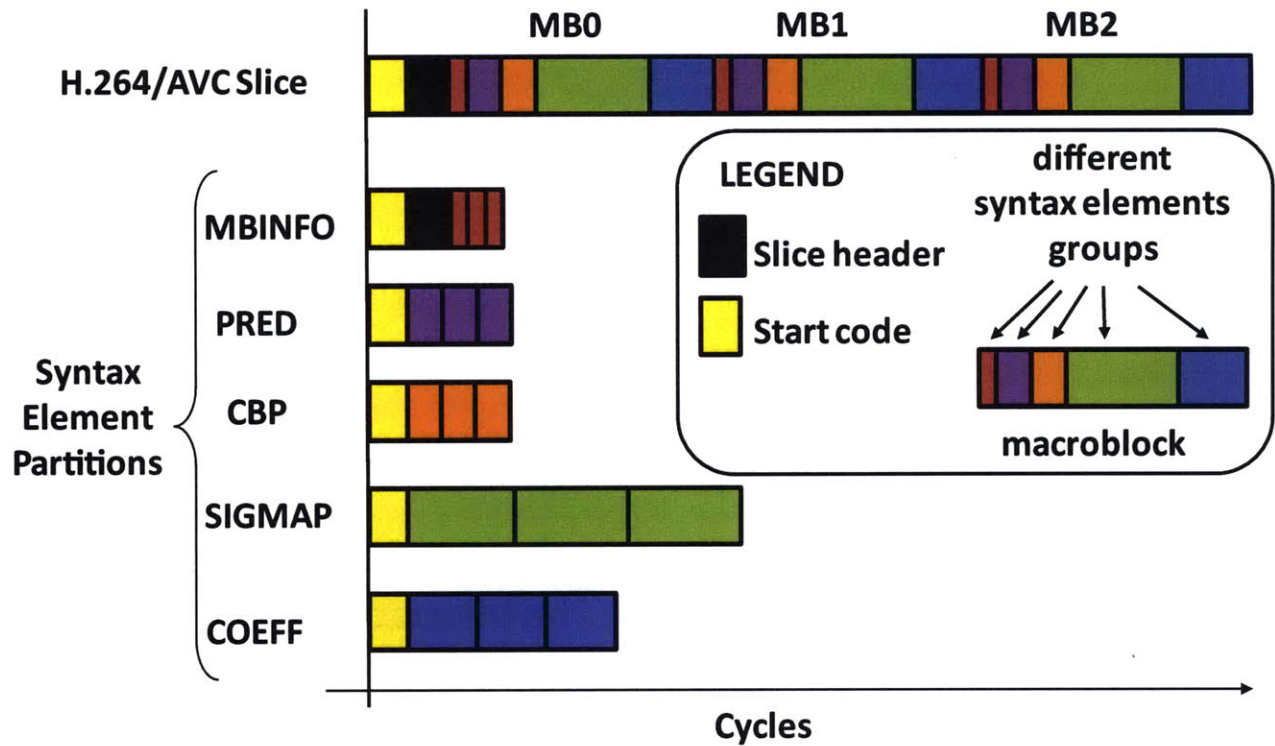 MB0 MB1 MB2
H.264/AVC Slice
LEGEND
Slice header
Start code
different
syntax elements
groups
macroblock
Syntax
Element
Partitions
MBINFO
PRED
CBP
SIGMAP
COEFF
Cycles